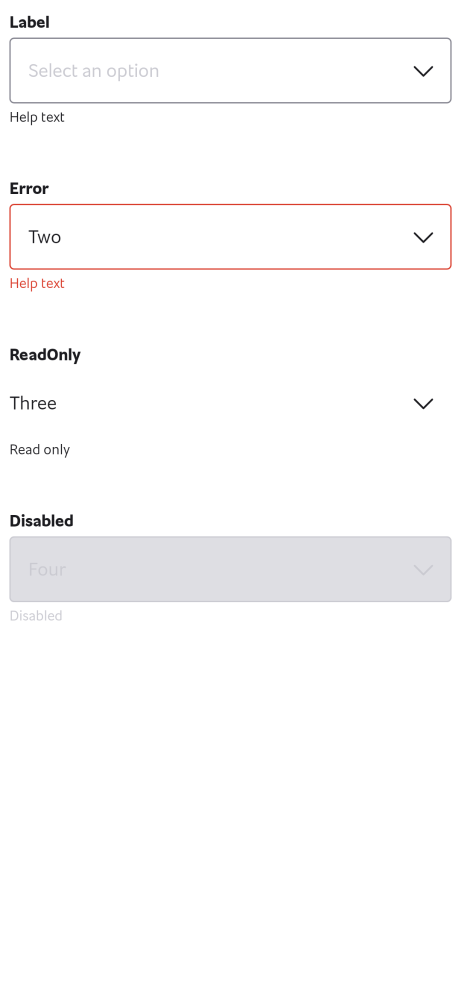 Label
Select an option
Help text
Error
Two
Help text
ReadOnly
Three
Read only
Disabled
Four
Disabled